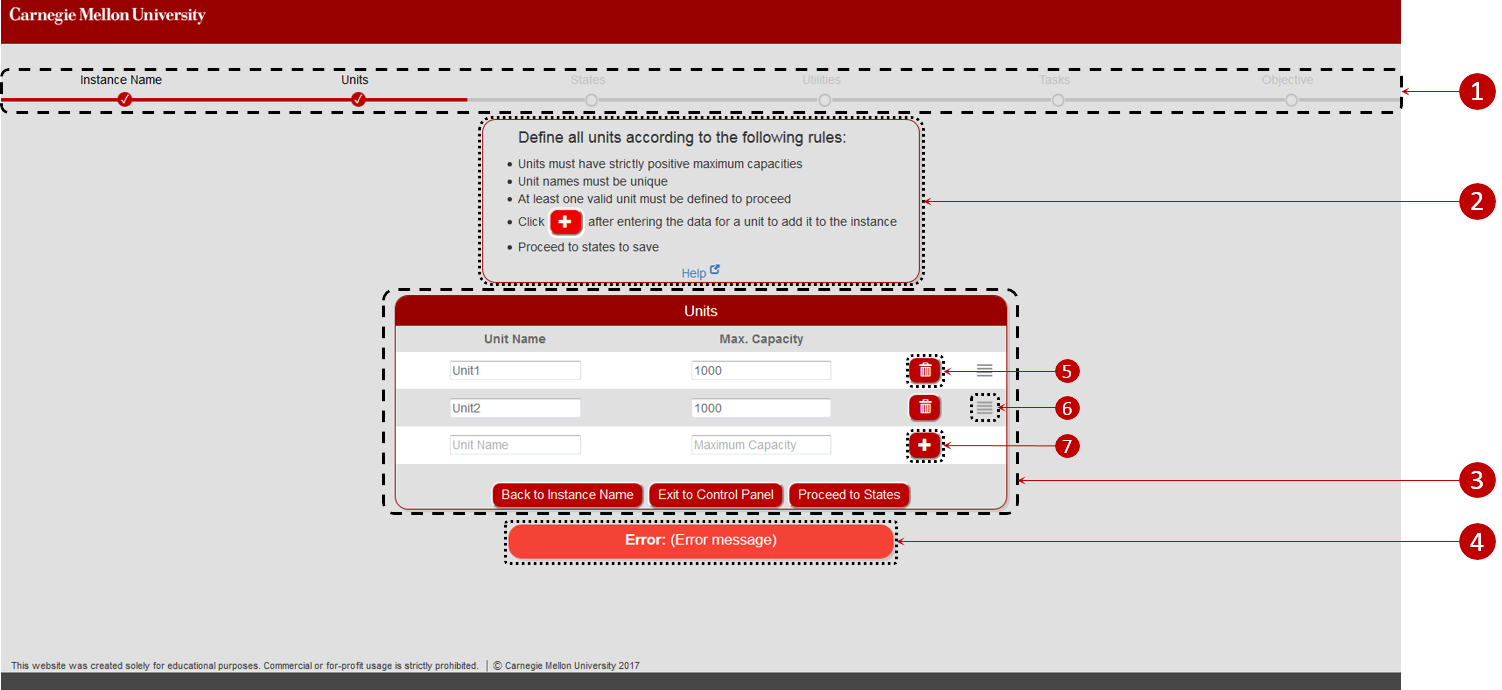 Carnegie Mellon University
Instance Name Units States Utilities Tasks Objective
1
Define all units according to the following rules:
• Units must have strictly positive maximum capacities
• Unit names must be unique
• At least one valid unit must be defined to proceed
2
• Click + after entering the data for a unit to add it to the instance
• Proceed to states to save
Help
Units
Unit Name Max. Capacity
Unit1 1000 5
Unit2 1000 6
Unit Name Maximum Capacity + 7
3
Back to Instance Name Exit to Control Panel Proceed to States
Error: (Error message) 4
This website was created solely for educational purposes. Commercial or for-profit usage is strictly prohibited. | © Carnegie Mellon University 2017